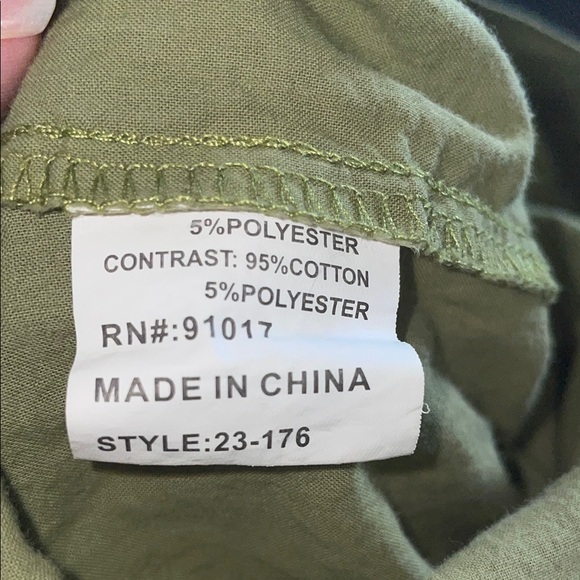 5%POLYESTER
CONTRAST: 95%COTTON
5%POLYESTER
RN#:91017
MADE IN CHINA
STYLE:23-176